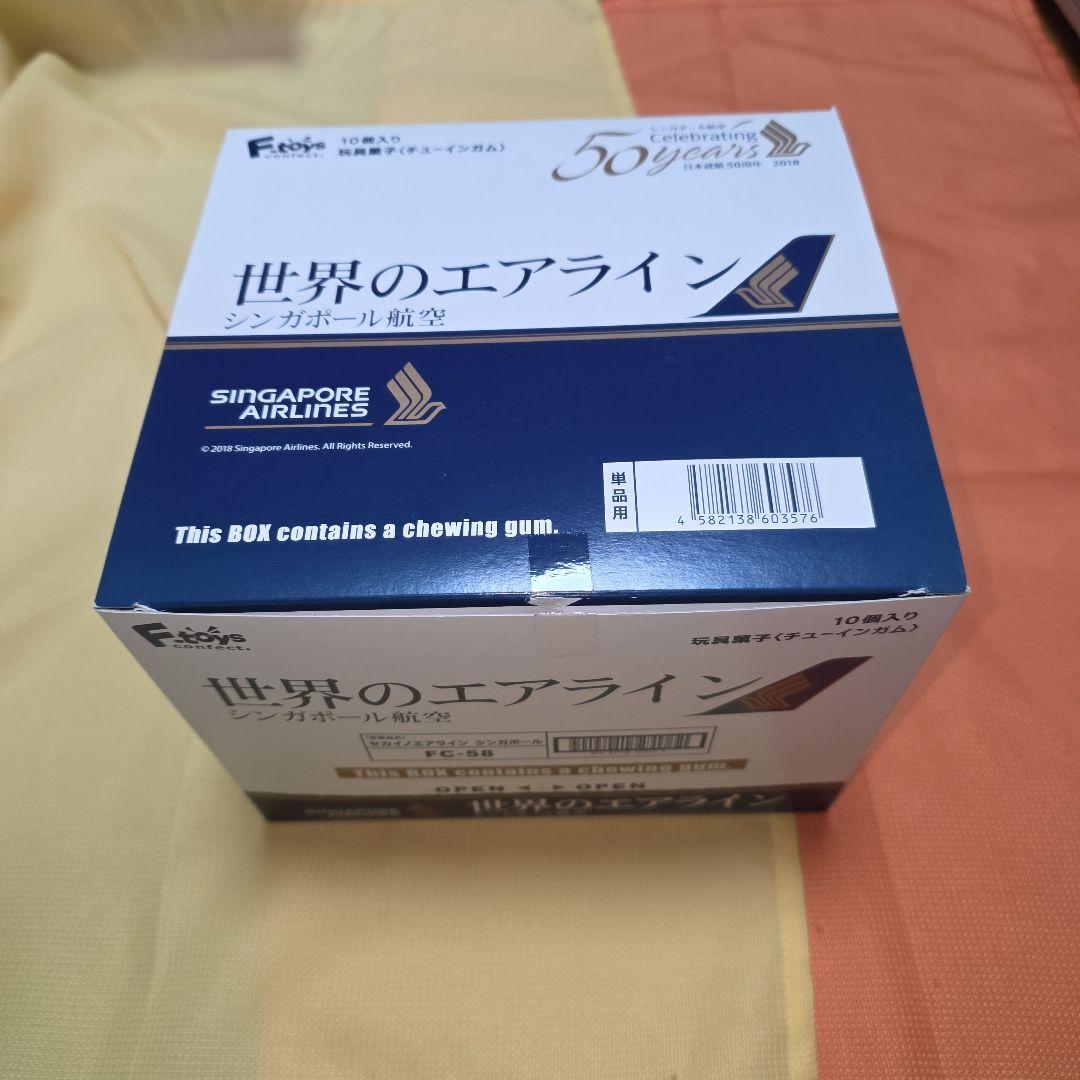 F-toys
confect.
10個入り
玩具菓子〈チューインガム〉
シンガポール航空
Celebrating
50 years
日本就航50周年 2018
世界のエアライン
シンガポール航空
SINGAPORE
AIRLINES
© 2018 Singapore Airlines. All Rights Reserved.
単品用
4 582138 603576
This BOX contains a chewing gum.
F-toys
confect.
10個入り
玩具菓子〈チューインガム〉
世界のエアライン
シンガポール航空
セカイノエアライン シンガポール
FC-58
This BOX contains a chewing gum.
OPEN ◀ ▶ OPEN
SINGAPORE
世界のエアライン